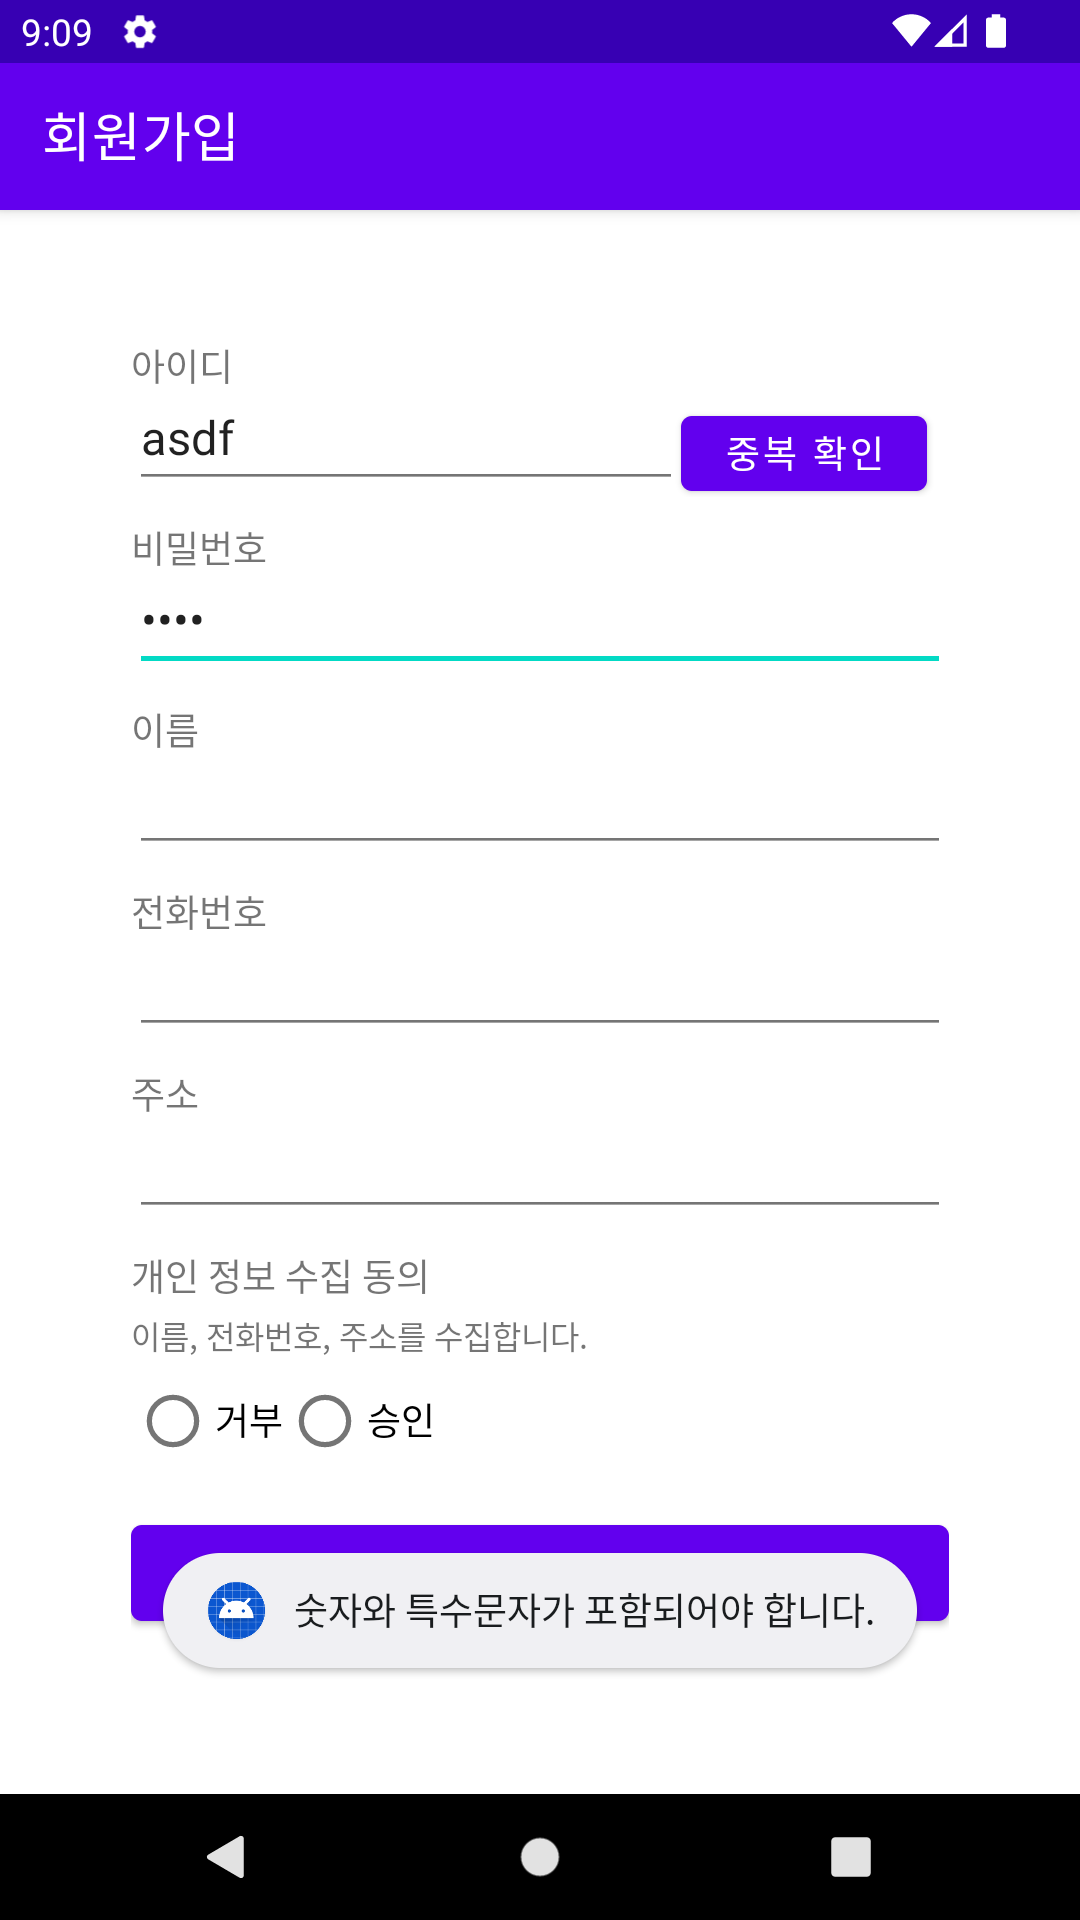 9:09
회원가입
아이디
asdf
중복 확인
비밀번호
••••
이름
전화번호
주소
개인 정보 수집 동의
이름, 전화번호, 주소를 수집합니다.
거부 승인
숫자와 특수문자가 포함되어야 합니다.